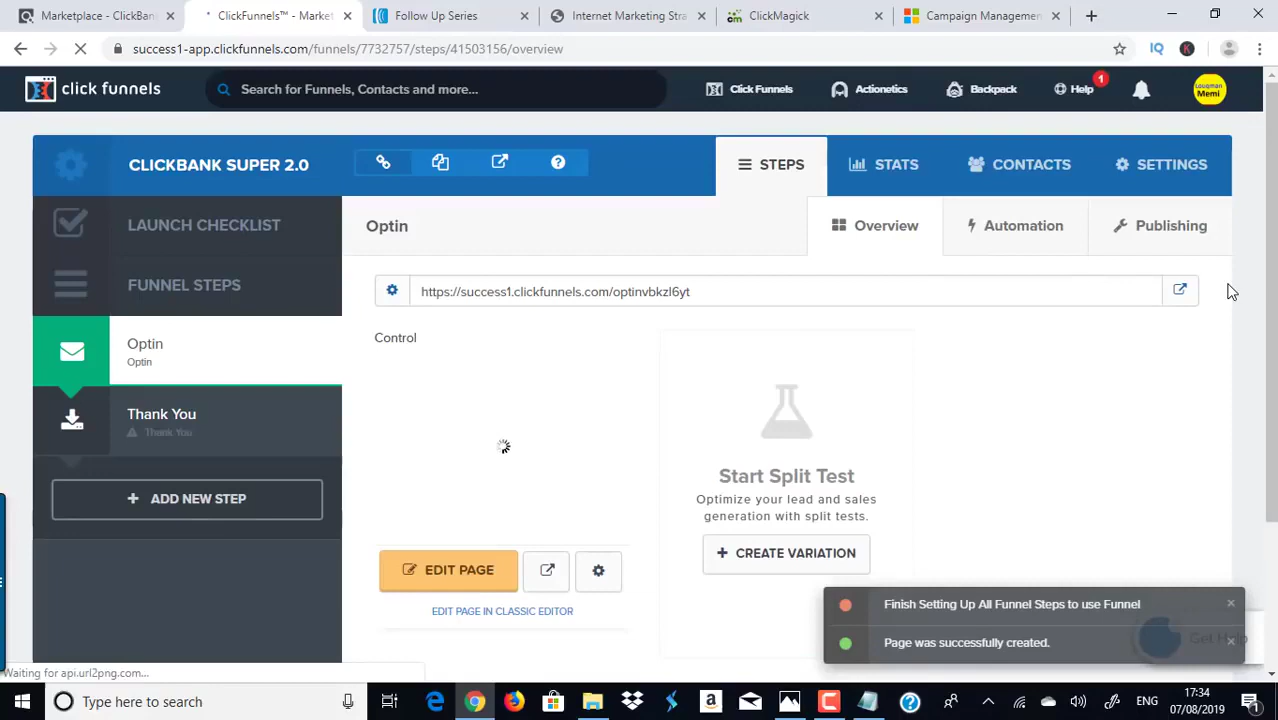 Marketplace - ClickBan
ClickFunnels™ - Market
Follow Up Series
Internet Marketing Stra
ClickMagick
Campaign Managemen
success1-app.clickfunnels.com/funnels/7732757/steps/41503156/overview
click funnels
Search for Funnels, Contacts and more...
Click Funnels
Actionetics
Backpack
Help
1
Louqman
Memi
CLICKBANK SUPER 2.0
STEPS
STATS
CONTACTS
SETTINGS
LAUNCH CHECKLIST
Optin
Overview
Automation
Publishing
FUNNEL STEPS
https://success1.clickfunnels.com/optinvbkzl6yt
Optin
Optin
Control
Thank You
Thank You
Start Split Test
Optimize your lead and sales
generation with split tests.
ADD NEW STEP
CREATE VARIATION
EDIT PAGE
EDIT PAGE IN CLASSIC EDITOR
Finish Setting Up All Funnel Steps to use Funnel
Page was successfully created.
Get Help
Waiting for api.url2png.com...
Type here to search
ENG
17:34
07/08/2019
1